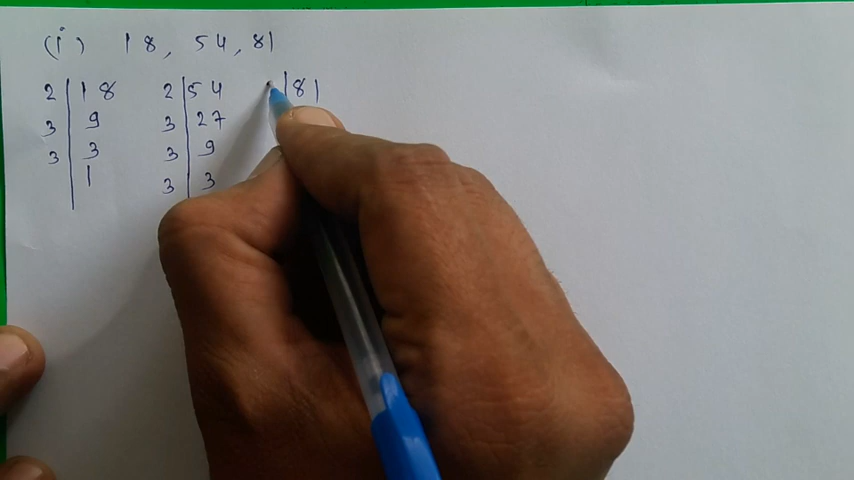 (i) 18, 54, 81
2 | 18 2 | 54 | 81
3 | 9 3 | 27
3 | 3 3 | 9
| 1 3 | 3